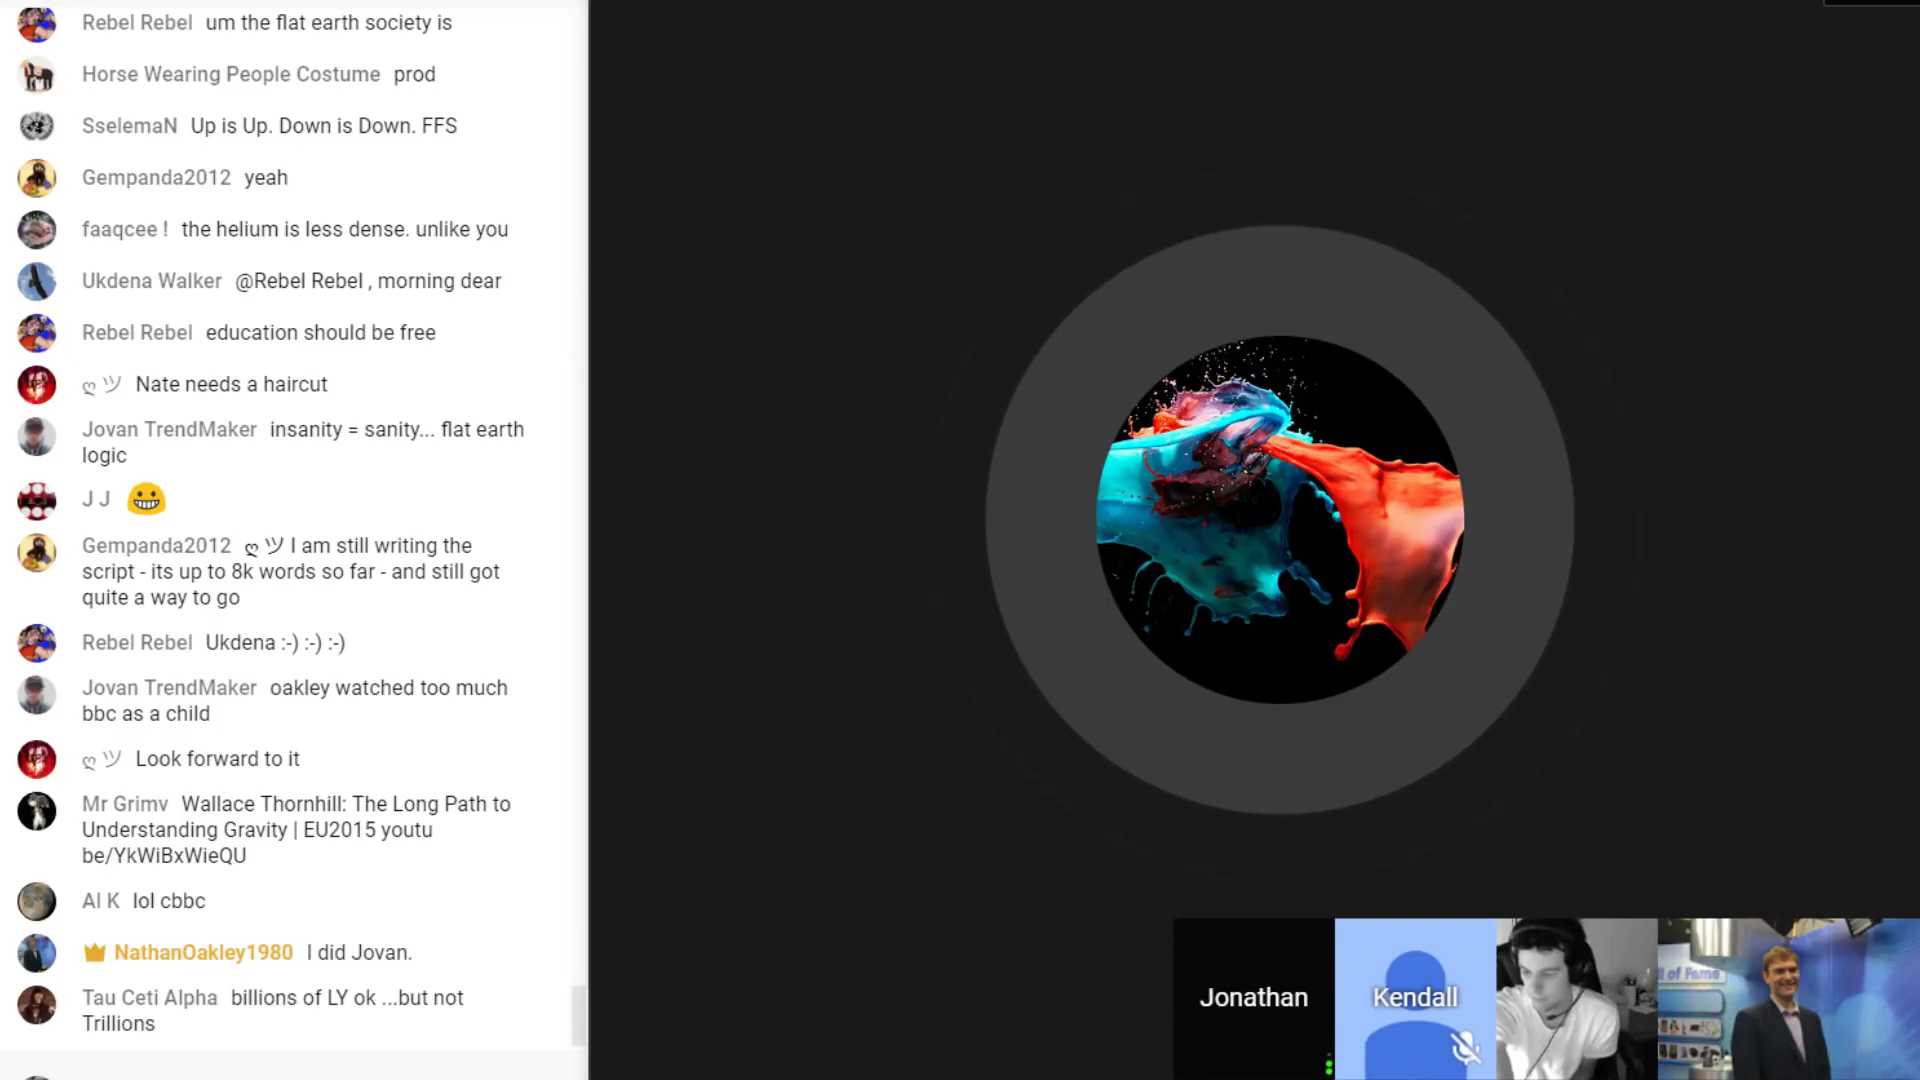 Rebel Rebel um the flat earth society is
Horse Wearing People Costume prod
SselemaN Up is Up. Down is Down. FFS
Gempanda2012 yeah
faaqcee ! the helium is less dense. unlike you
Ukdena Walker @Rebel Rebel , morning dear
Rebel Rebel education should be free
ღ ツ Nate needs a haircut
Jovan TrendMaker insanity = sanity... flat earth
logic
J J 😀
Gempanda2012 ღ ツ I am still writing the
script - its up to 8k words so far - and still got
quite a way to go
Rebel Rebel Ukdena :-) :-) :-)
Jovan TrendMaker oakley watched too much
bbc as a child
ღ ツ Look forward to it
Mr Grimv Wallace Thornhill: The Long Path to
Understanding Gravity | EU2015 youtu
be/YkWiBxWieQU
Al K lol cbbc
NathanOakley1980 I did Jovan.
Tau Ceti Alpha billions of LY ok ...but not
Trillions
Jonathan
Kendall
ll of Fame